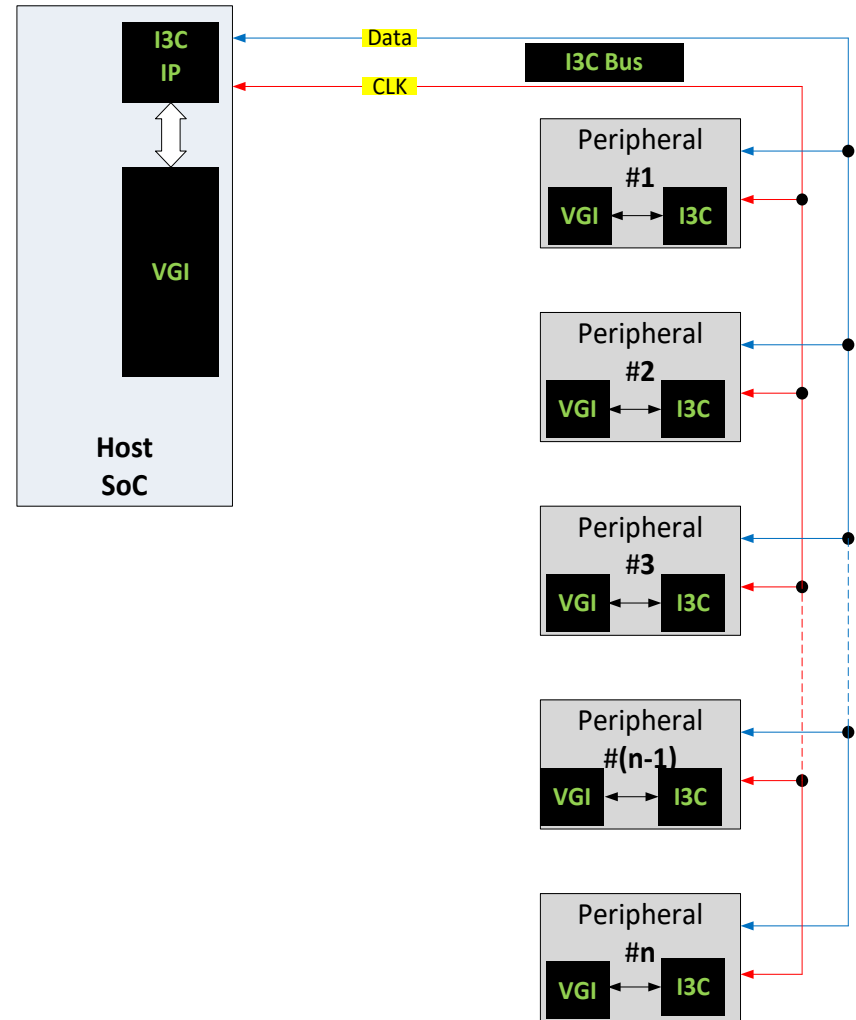 I3C
IP
Data
I3C Bus
CLK
VGI
Host
SoC
Peripheral
#1
VGI
I3C
Peripheral
#2
VGI
I3C
Peripheral
#3
VGI
I3C
Peripheral
#(n-1)
VGI
I3C
Peripheral
#n
VGI
I3C